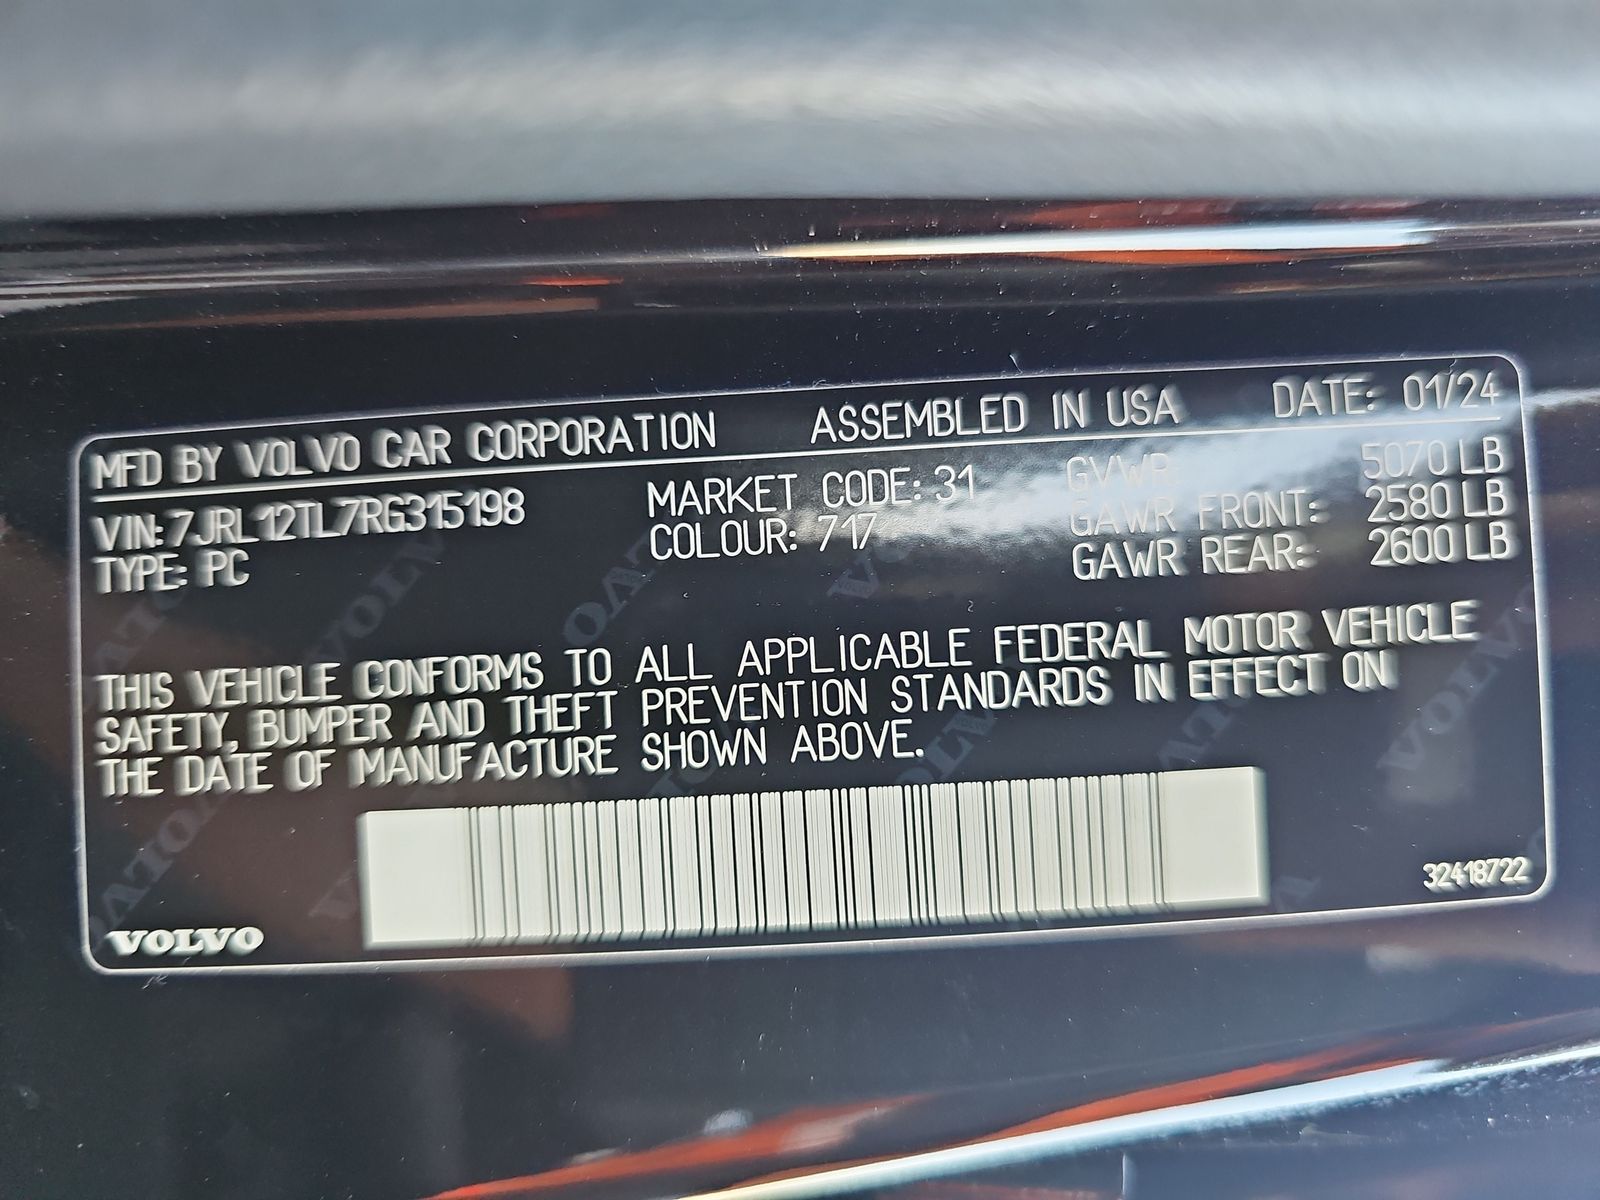 MFD BY VOLVO CAR CORPORATION ASSEMBLED IN USA DATE: 01/24
VIN: 7JRL12TL7RG315198 MARKET CODE: 31 GVWR: 5070 LB
TYPE: PC COLOUR: 717 GAWR FRONT: 2580 LB
GAWR REAR: 2600 LB
THIS VEHICLE CONFORMS TO ALL APPLICABLE FEDERAL MOTOR VEHICLE
SAFETY, BUMPER AND THEFT PREVENTION STANDARDS IN EFFECT ON
THE DATE OF MANUFACTURE SHOWN ABOVE.
32418722
VOLVO